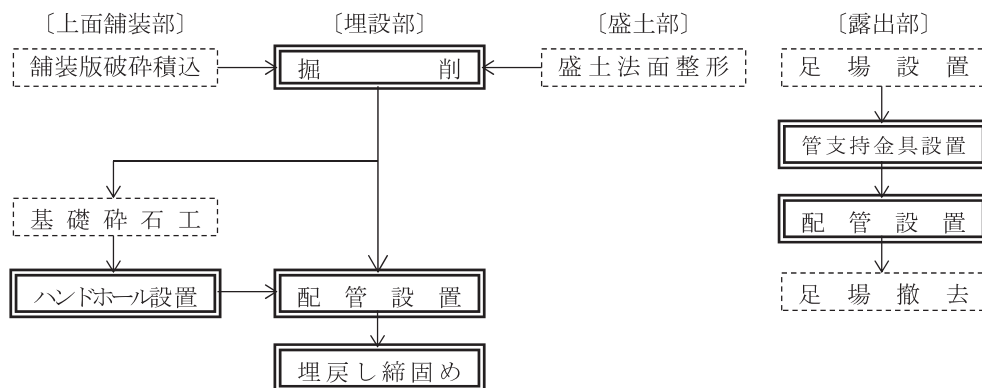 〔上面舗装部〕 〔埋設部〕 〔盛土部〕 〔露出部〕
舗装版破砕積込 掘削 盛土法面整形 足場設置
管支持金具設置
基礎砕石工 配管設置
ハンドホール設置 配管設置 足場撤去
埋戻し締固め